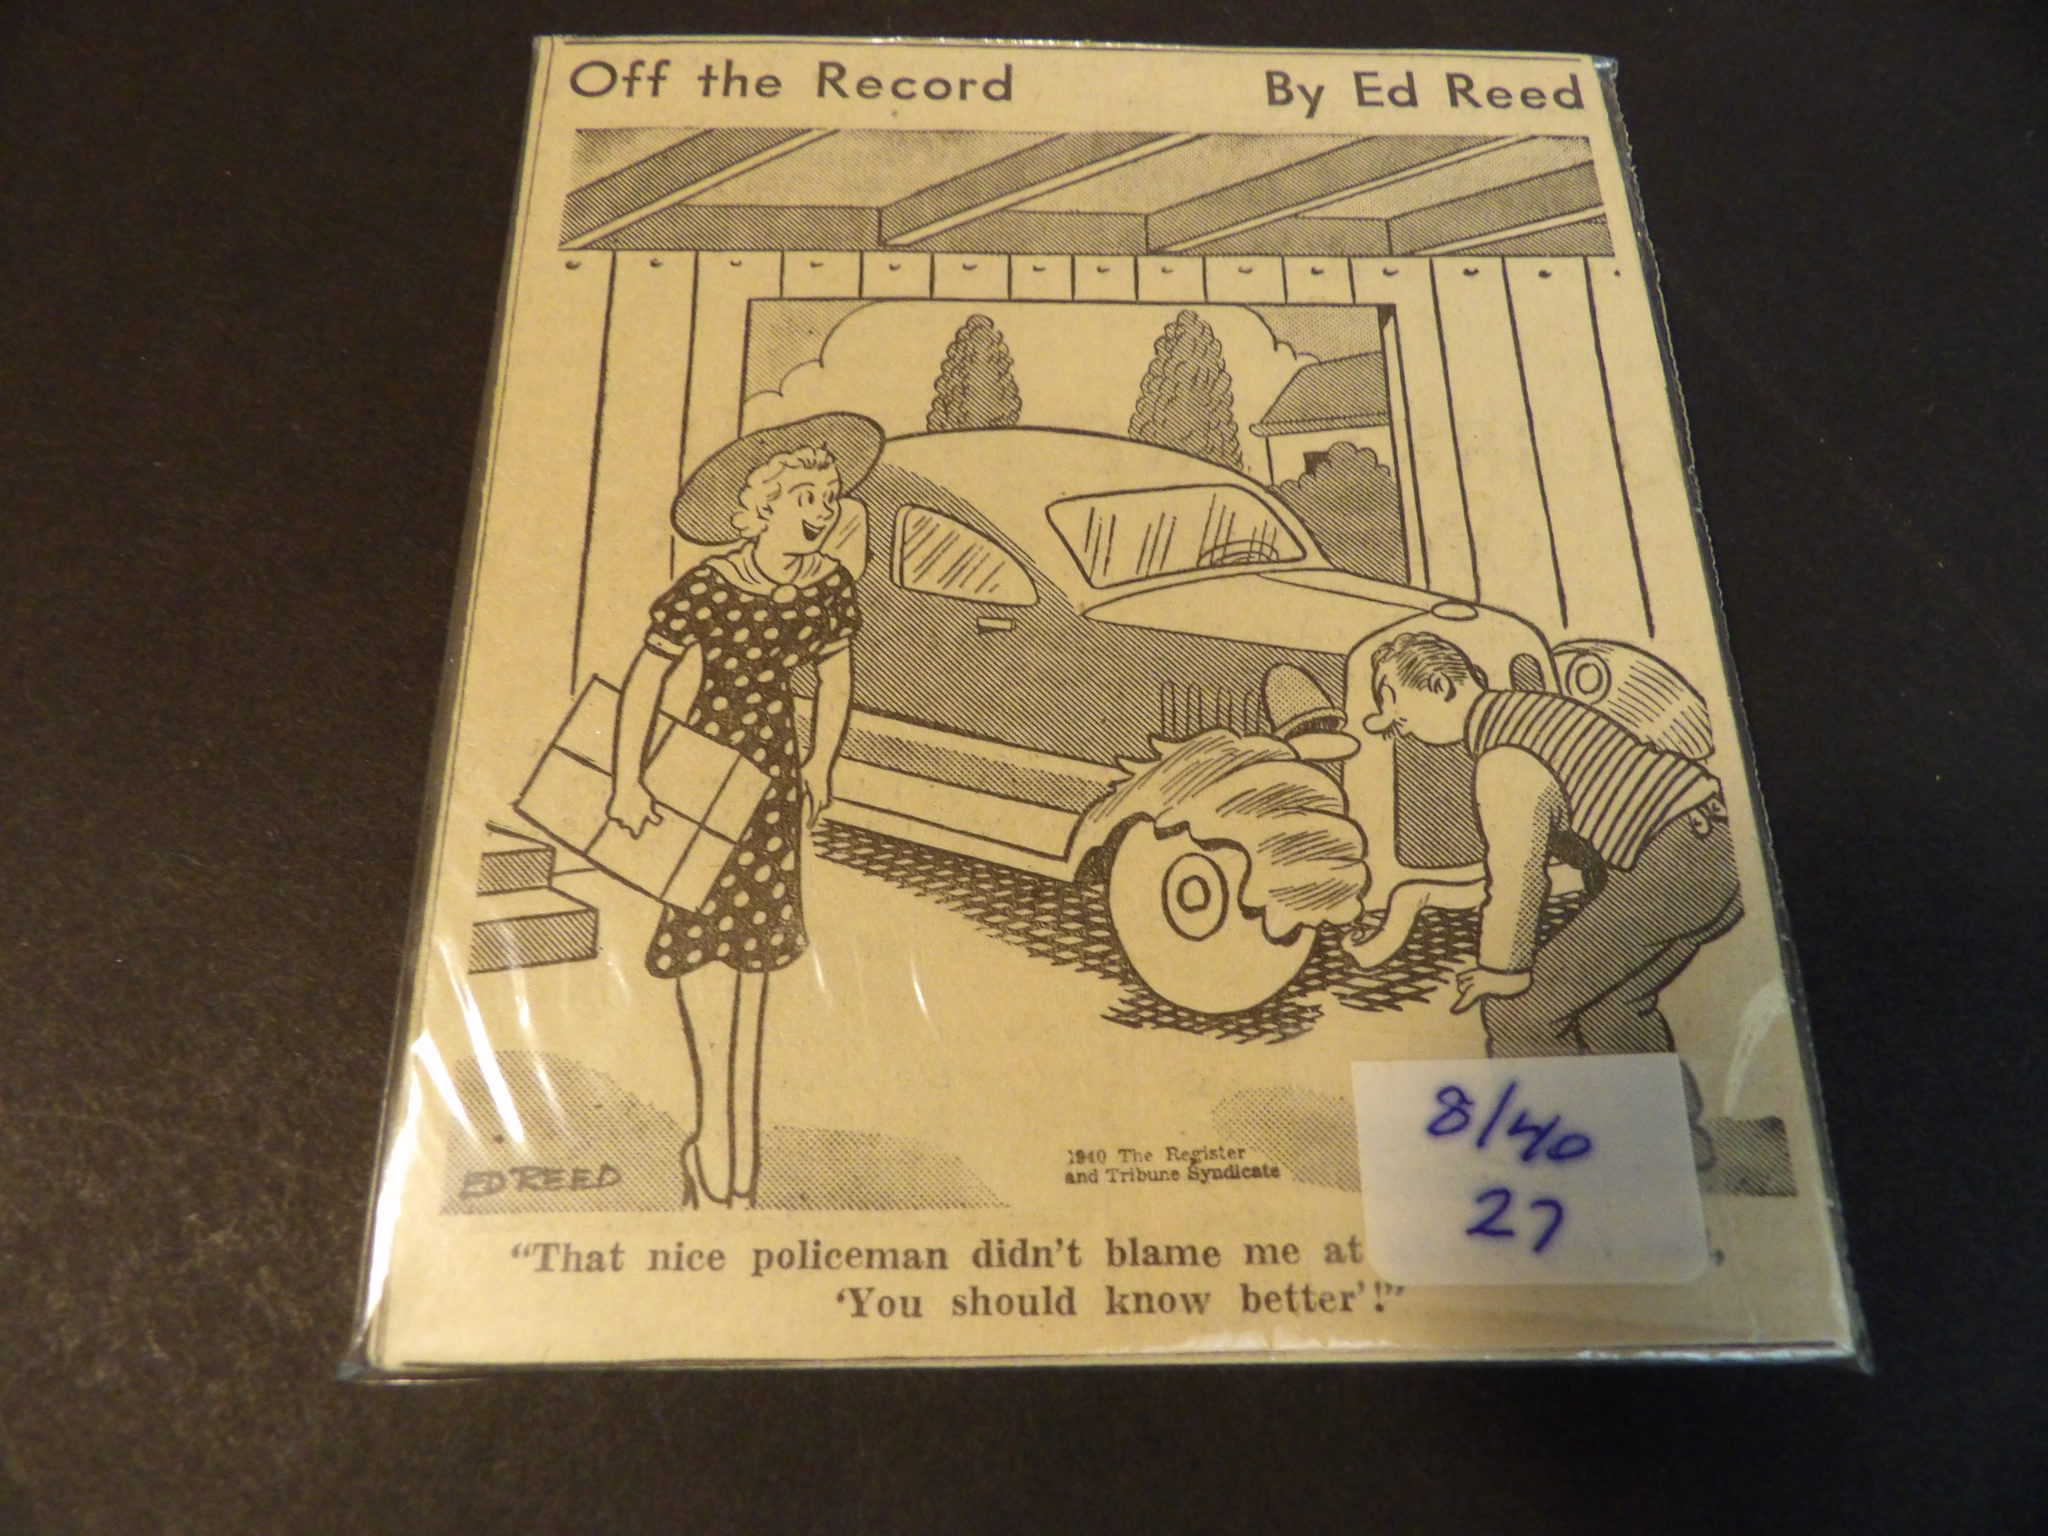 Off the Record By Ed Reed
ED REED
1940 The Register
and Tribune Syndicate
8/40
27
"That nice policeman didn't blame me at
'You should know better'!"